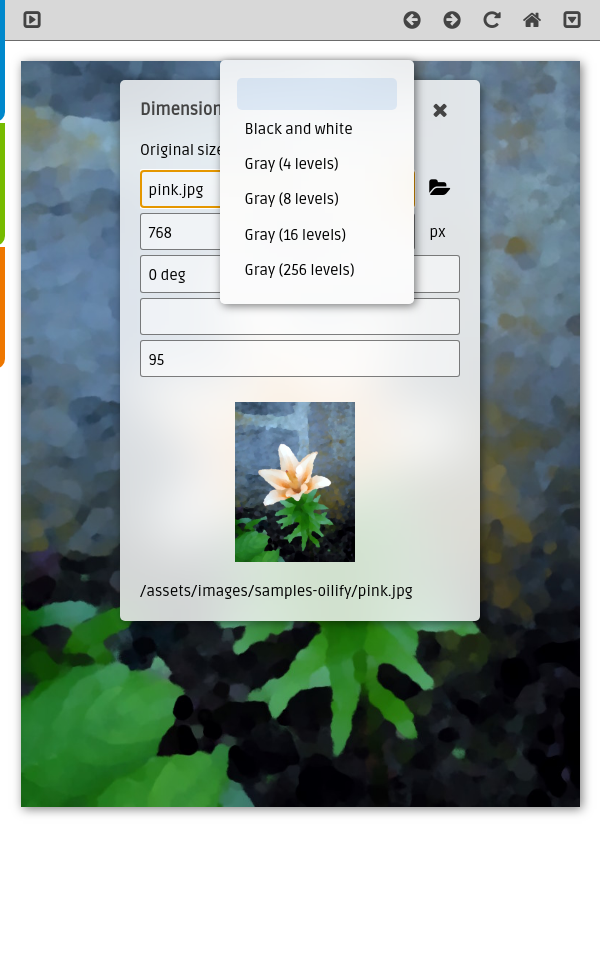 Dimension
Original size
pink.jpg
768
px
0 deg
95
Black and white
Gray (4 levels)
Gray (8 levels)
Gray (16 levels)
Gray (256 levels)
/assets/images/samples-oilify/pink.jpg